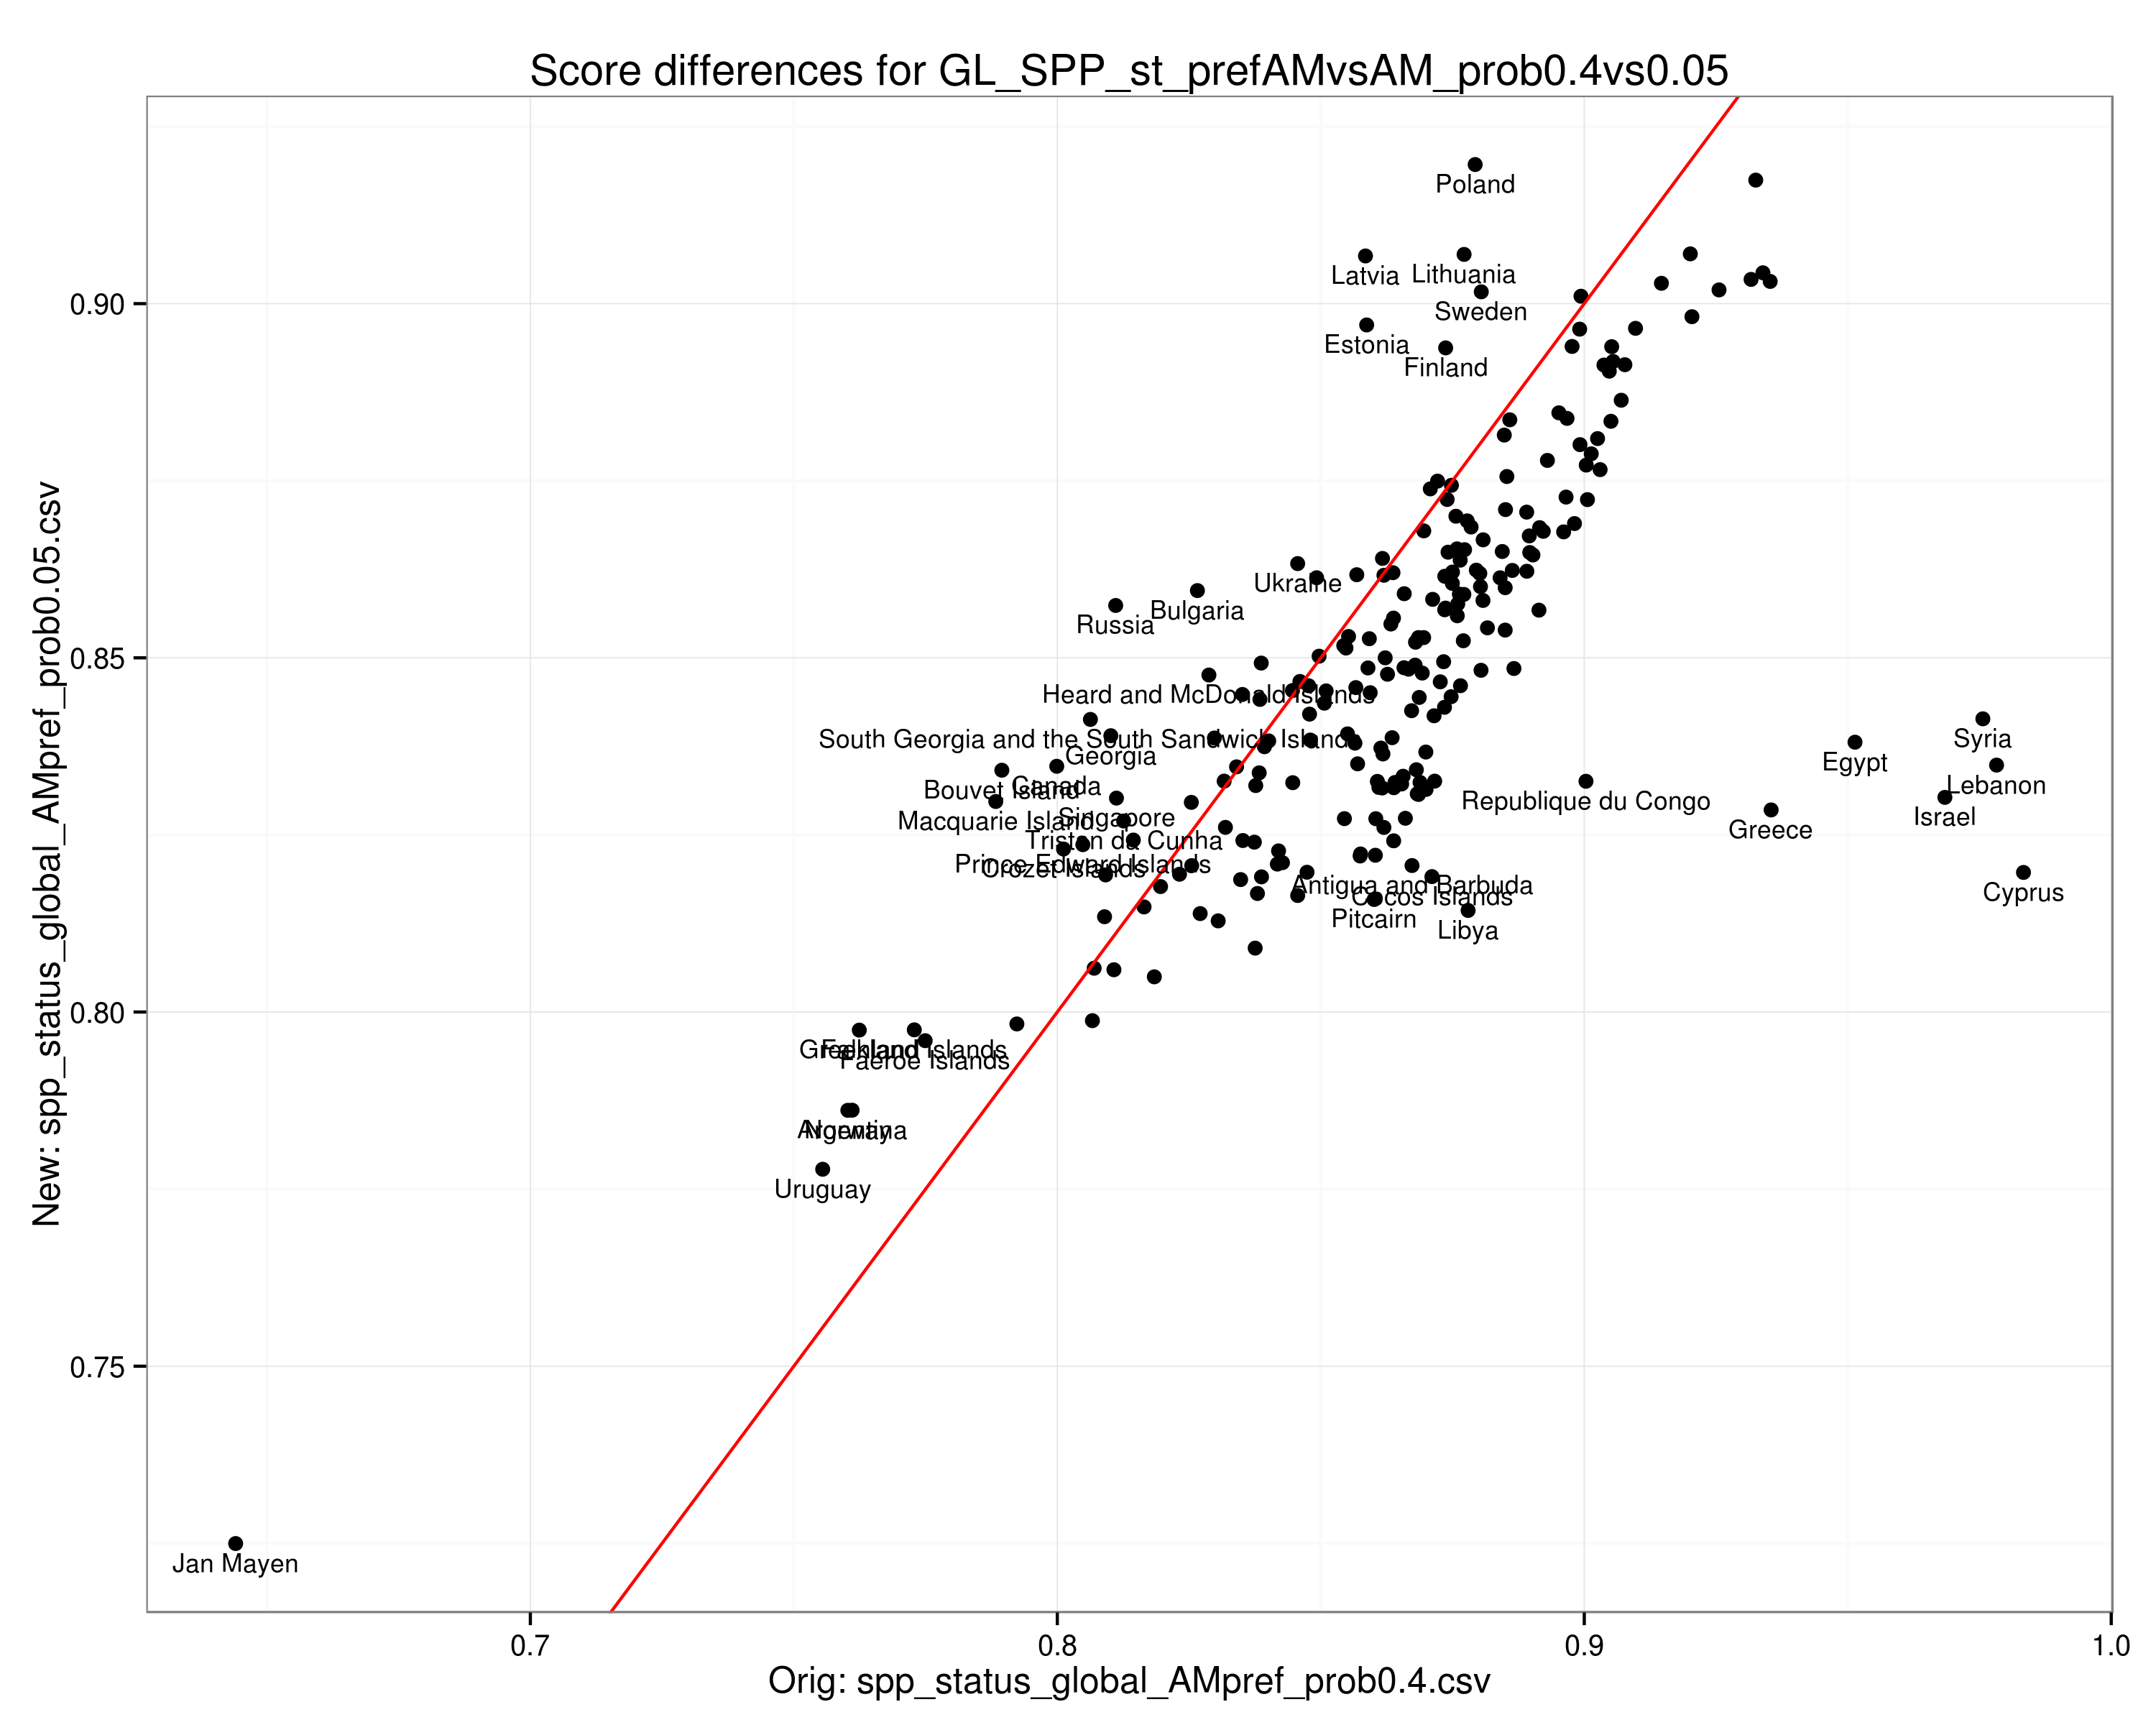 Score differences for GL_SPP_st_prefAMvsAM_prob0.4vs0.05
New: spp_status_global_AMpref_prob0.05.csv
0.90
0.85
0.80
0.75
Poland
Latvia
Lithuania
Sweden
Estonia
Finland
Ukraine
Bulgaria
Russia
Heard and McDonald Islands
South Georgia and the South Sandwich Islands
Georgia
Syria
Egypt
Canada
Bouvet Island
Lebanon
Republique du Congo
Israel
Macquarie Island
Singapore
Greece
Tristan da Cunha
Prince Edward Islands
Crozet Islands
Antigua and Barbuda
Cocos Islands
Cyprus
Pitcairn
Libya
Greenland
Falkland Islands
Faeroe Islands
Argentina
Norway
Uruguay
Jan Mayen
0.7
0.8
0.9
1.0
Orig: spp_status_global_AMpref_prob0.4.csv